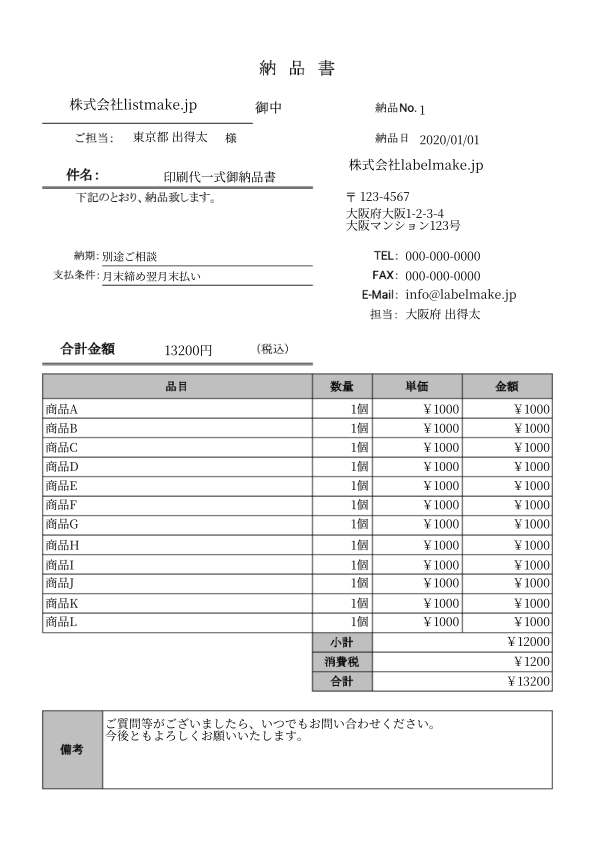 納品書
株式会社listmake.jp 御中
納品No. 1
ご担当： 東京都 出得太 様
納品日 2020/01/01
株式会社labelmake.jp
件名： 印刷代一式御納品書
下記のとおり、納品致します。
〒 123-4567
大阪府大阪1-2-3-4
大阪マンション123号
納期： 別途ご相談
TEL： 000-000-0000
支払条件： 月末締め翌月末払い
FAX： 000-000-0000
E-Mail： info@labelmake.jp
担当： 大阪府 出得太
合計金額 13200円 （税込）
品目 数量 単価 金額
商品A 1個 ￥1000 ￥1000
商品B 1個 ￥1000 ￥1000
商品C 1個 ￥1000 ￥1000
商品D 1個 ￥1000 ￥1000
商品E 1個 ￥1000 ￥1000
商品F 1個 ￥1000 ￥1000
商品G 1個 ￥1000 ￥1000
商品H 1個 ￥1000 ￥1000
商品I 1個 ￥1000 ￥1000
商品J 1個 ￥1000 ￥1000
商品K 1個 ￥1000 ￥1000
商品L 1個 ￥1000 ￥1000
小計 ￥12000
消費税 ￥1200
合計 ￥13200
備考
ご質問等がございましたら、いつでもお問い合わせください。
今後ともよろしくお願いいたします。